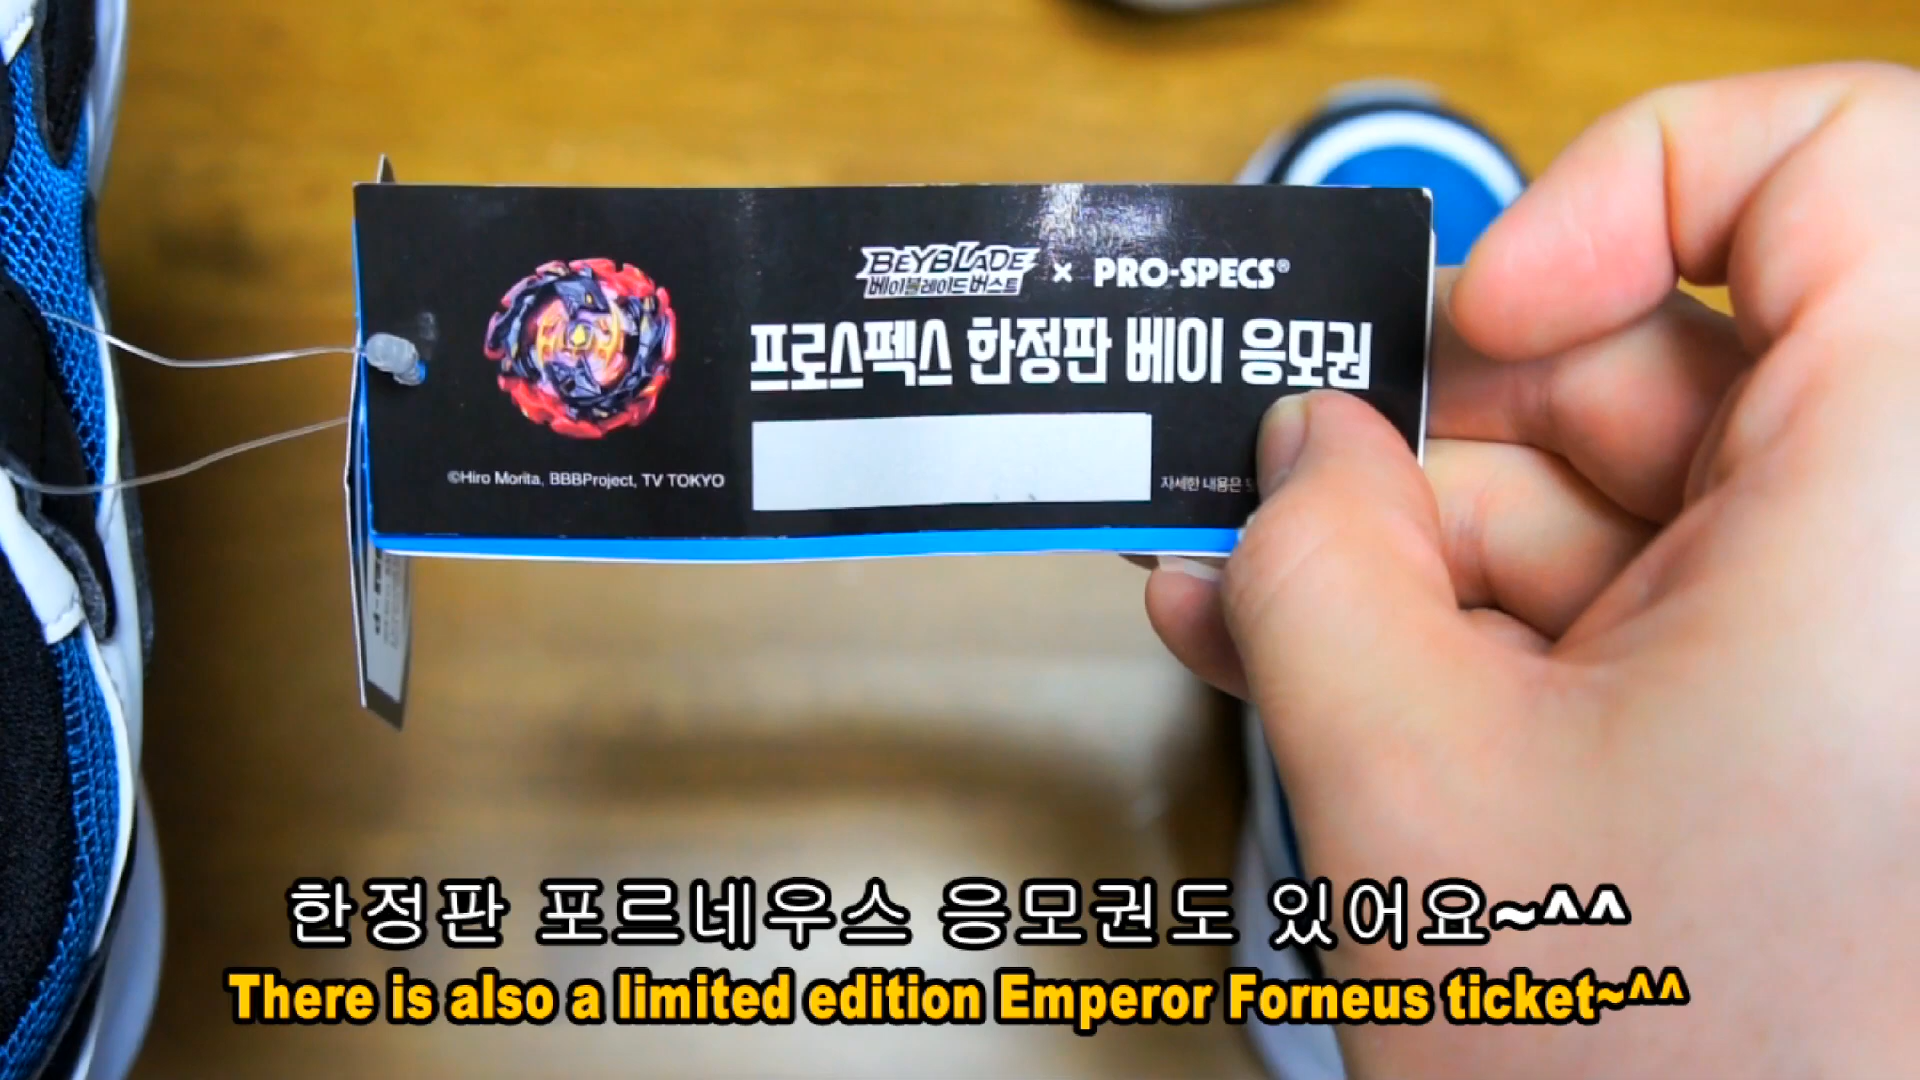 BEYBLADE
베이블레이드 버스트
× PRO-SPECS®
프로스펙스 한정판 베이 응모권
©Hiro Morita, BBBProject, TV TOKYO
자세한 내용은
한정판 포르네우스 응모권도 있어요~^^
There is also a limited edition Emperor Forneus ticket~^^